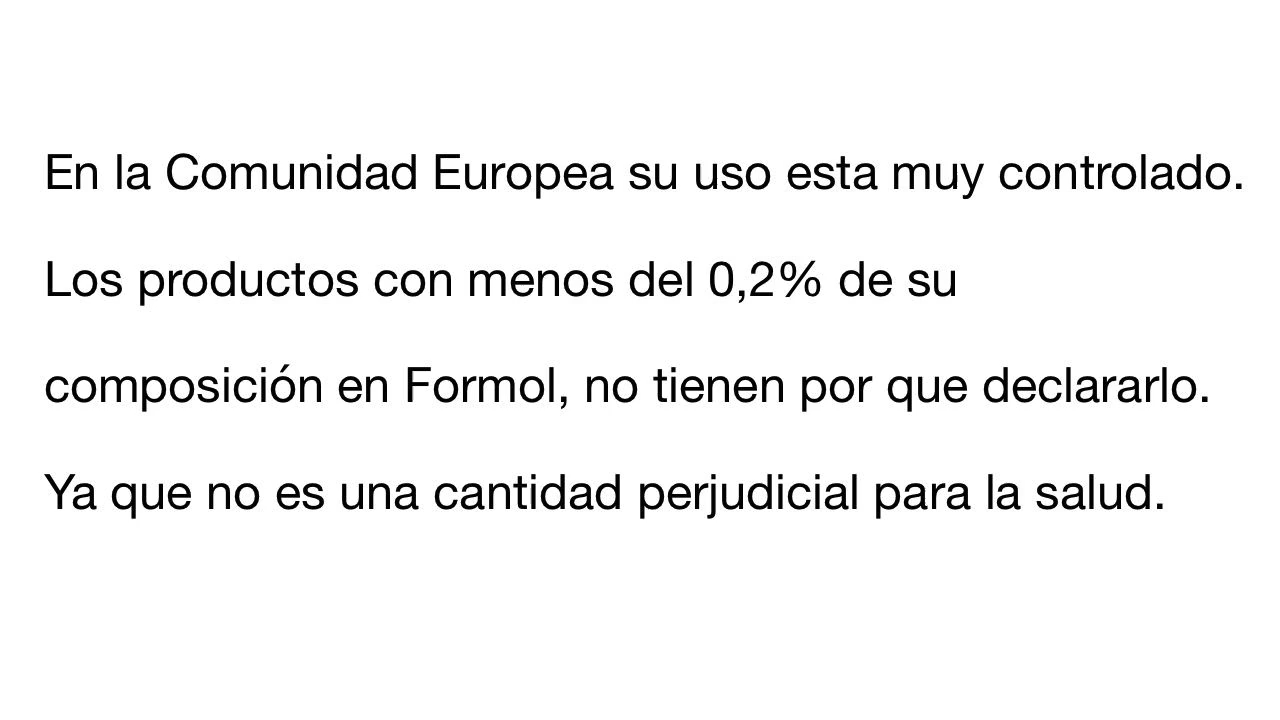 En la Comunidad Europea su uso esta muy controlado.
Los productos con menos del 0,2% de su
composición en Formol, no tienen por que declararlo.
Ya que no es una cantidad perjudicial para la salud.